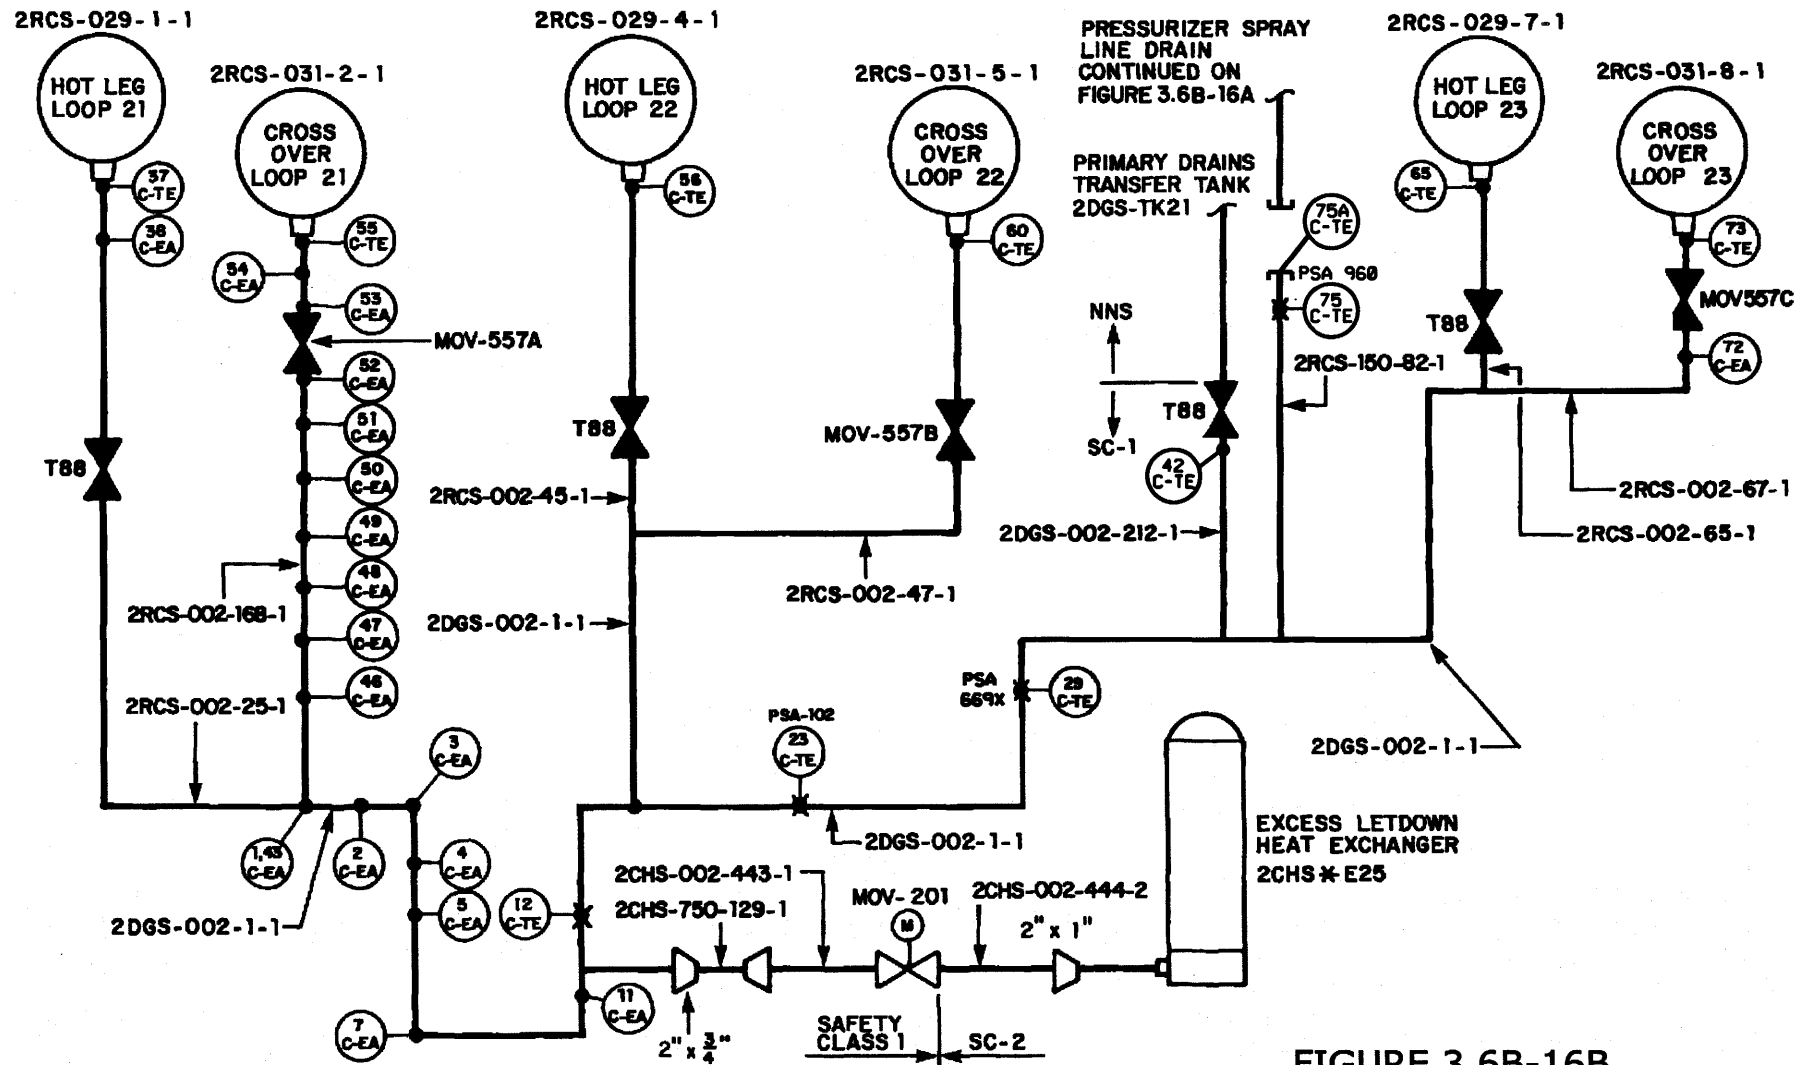 2RCS-029-1-1
HOT LEG
LOOP 21
2RCS-031-2-1
CROSS
OVER
LOOP 21
2RCS-029-4-1
HOT LEG
LOOP 22
2RCS-031-5-1
CROSS
OVER
LOOP 22
PRESSURIZER SPRAY
LINE DRAIN
CONTINUED ON
FIGURE 3.6B-16A
PRIMARY DRAINS
TRANSFER TANK
2DGS-TK21
2RCS-029-7-1
HOT LEG
LOOP 23
2RCS-031-8-1
CROSS
OVER
LOOP 23
37
C-TE
38
C-EA
55
C-TE
54
C-EA
53
C-EA
MOV-557A
52
C-EA
51
C-EA
50
C-EA
49
C-EA
48
C-EA
47
C-EA
46
C-EA
T88
2RCS-002-168-1
2RCS-002-25-1
56
C-TE
60
C-TE
T88
MOV-557B
2RCS-002-45-1
2RCS-002-47-1
2DGS-002-1-1
75A
C-TE
PSA 960
75
C-TE
NNS
SC-1
T88
42
C-TE
2RCS-150-82-1
2DGS-002-212-1
65
C-TE
73
C-TE
T88
MOV557C
72
C-EA
2RCS-002-67-1
2RCS-002-65-1
PSA
669X
29
C-TE
2DGS-002-1-1
PSA-102
23
C-TE
2DGS-002-1-1
3
C-EA
1,43
C-EA
2
C-EA
4
C-EA
5
C-EA
2DGS-002-1-1
7
C-EA
12
C-TE
11
C-EA
2CHS-002-443-1
2CHS-750-129-1
MOV-201
M
2CHS-002-444-2
2" x 1"
2" x 3/4"
EXCESS LETDOWN
HEAT EXCHANGER
2CHS*E25
SAFETY
CLASS 1
SC-2
FIGURE 3.6B-16B